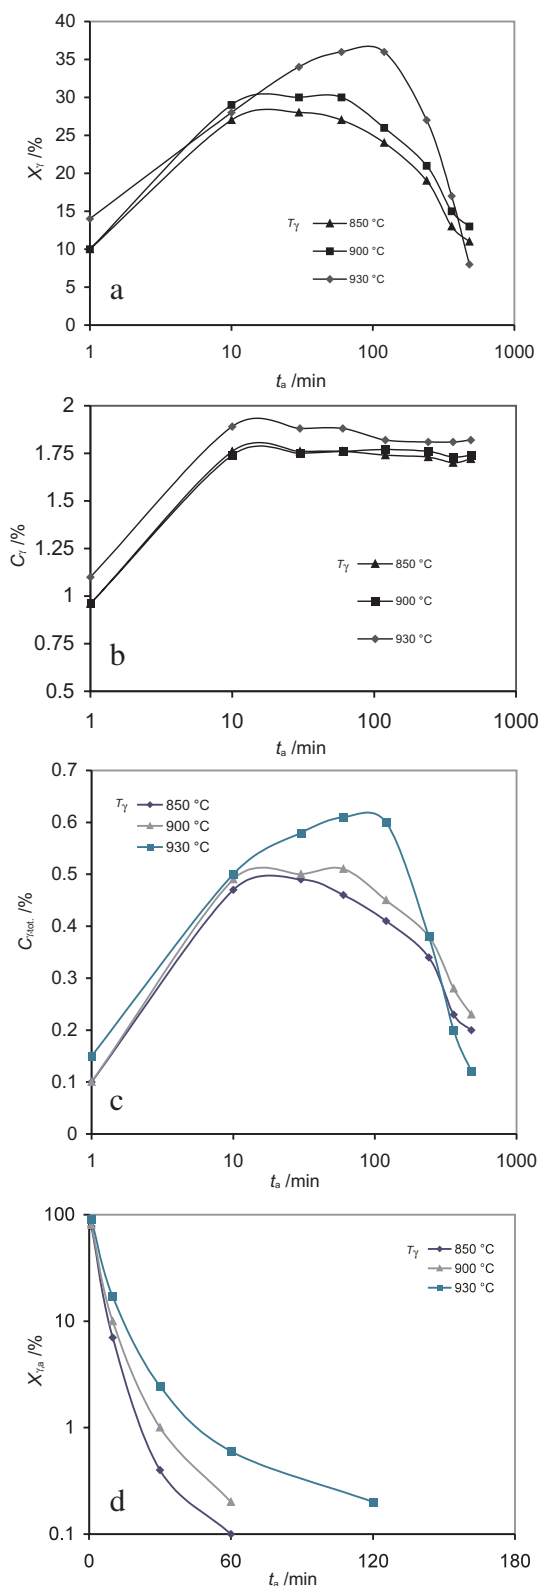 40
35
30
25
20
15
10
5
0
Xγ /%
Tγ
850 °C
900 °C
930 °C
a
1 10 100 1000
ta /min
2
1.75
1.5
1.25
1
0.75
0.5
Cγ /%
Tγ
850 °C
900 °C
930 °C
b
1 10 100 1000
ta /min
0.7
0.6
0.5
0.4
0.3
0.2
0.1
0
Cγtot. /%
Tγ
850 °C
900 °C
930 °C
c
1 10 100 1000
ta /min
100
10
1
0.1
Xγ,a /%
Tγ
850 °C
900 °C
930 °C
d
0 60 120 180
ta /min